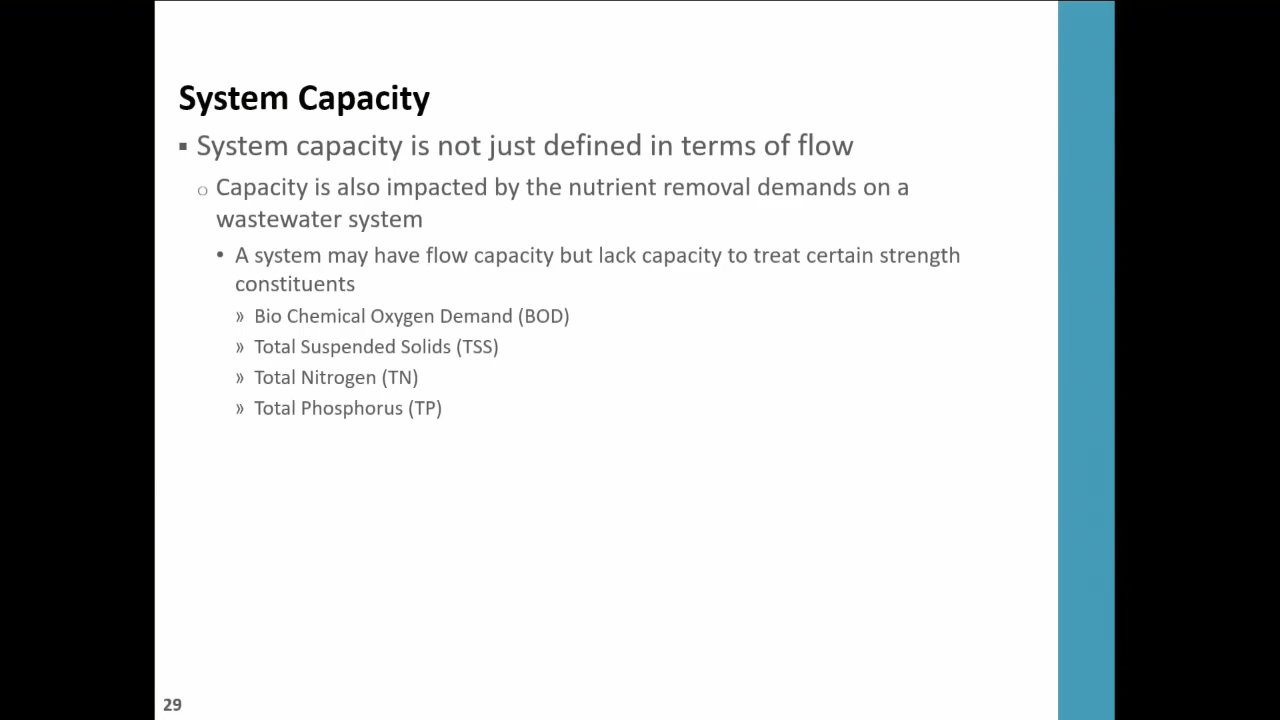 System Capacity
▪ System capacity is not just defined in terms of flow
○ Capacity is also impacted by the nutrient removal demands on a
wastewater system
• A system may have flow capacity but lack capacity to treat certain strength
constituents
» Bio Chemical Oxygen Demand (BOD)
» Total Suspended Solids (TSS)
» Total Nitrogen (TN)
» Total Phosphorus (TP)
29